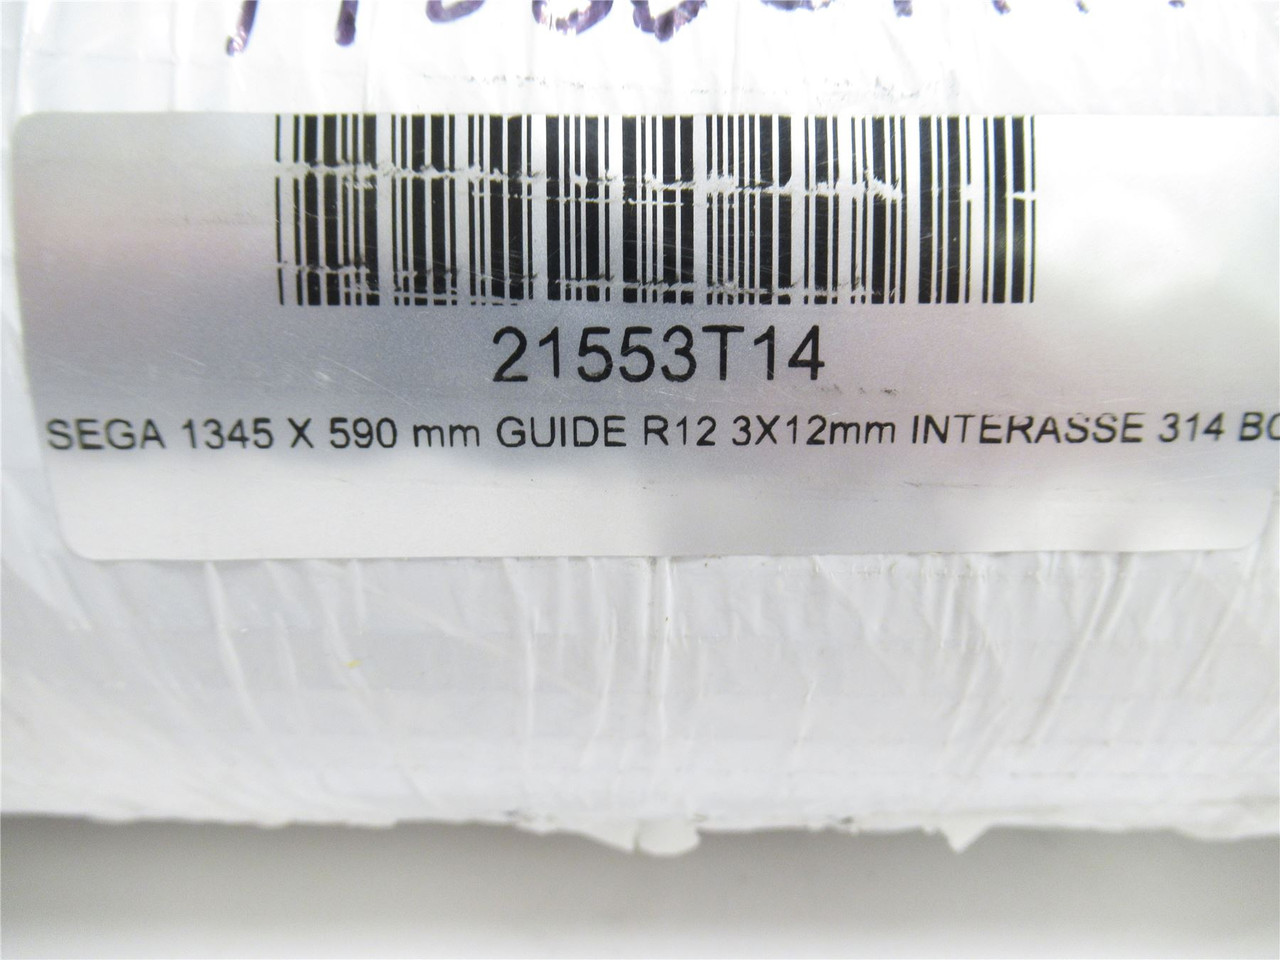 21553T14
SEGA 1345 X 590 mm GUIDE R12 3X12mm INTERASSE 314